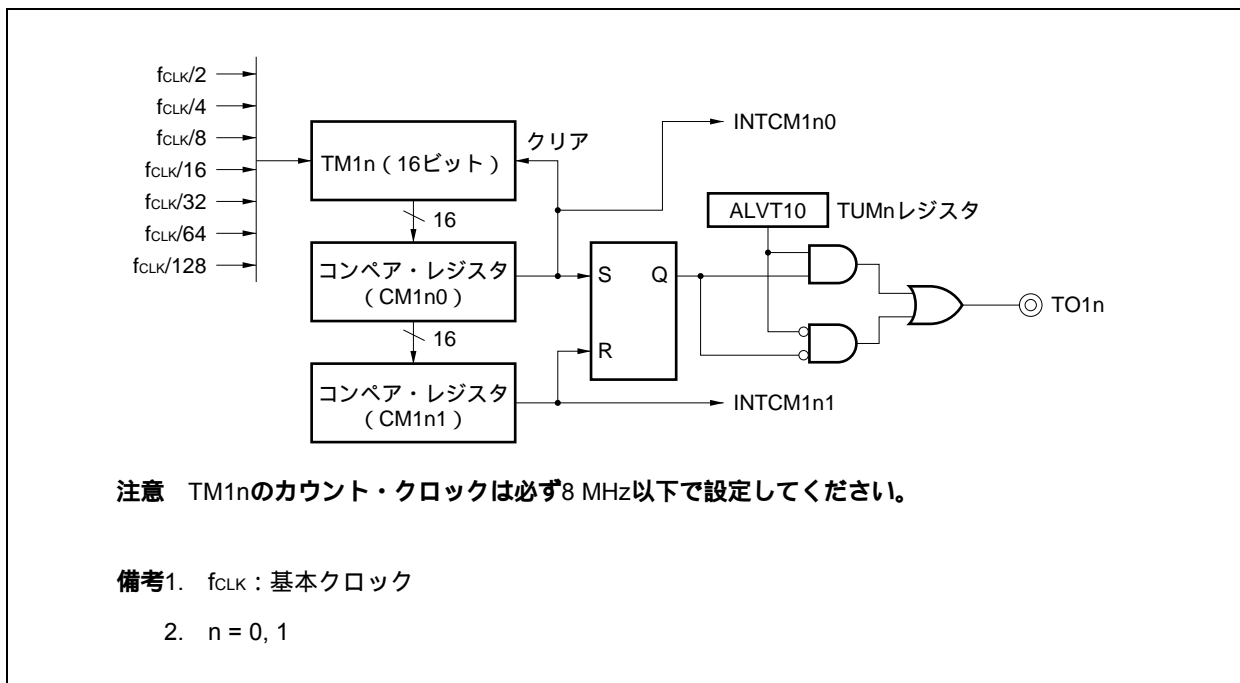 fCLK/2
fCLK/4
fCLK/8
fCLK/16
fCLK/32
fCLK/64
fCLK/128
TM1n（16ビット）
クリア
INTCM1n0
16
コンペア・レジスタ
（CM1n0）
16
コンペア・レジスタ
（CM1n1）
S
Q
R
ALVT10
TUMnレジスタ
TO1n
INTCM1n1
注意　TM1nのカウント・クロックは必ず8 MHz以下で設定してください。
備考1.　fCLK：基本クロック
2.　n = 0, 1